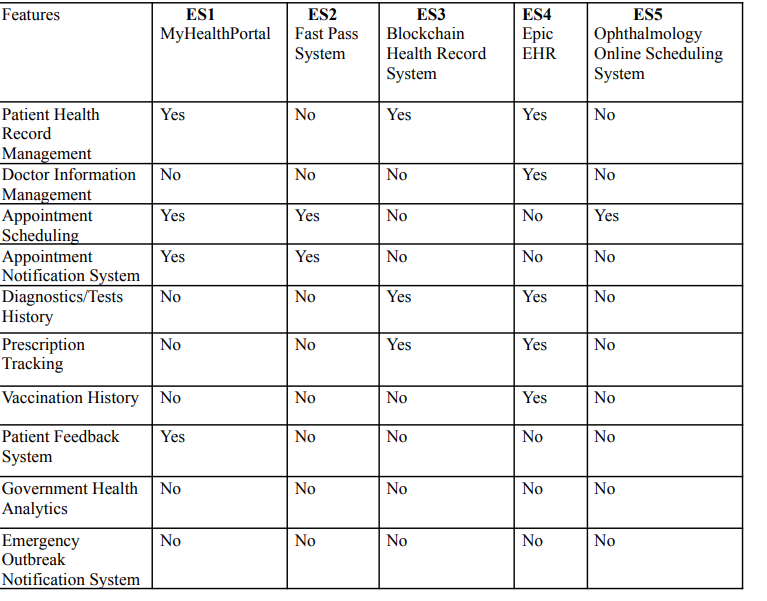 Features ES1 ES2 ES3 ES4 ES5
MyHealthPortal Fast Pass Blockchain Epic Ophthalmology
System Health Record EHR Online Scheduling
System System
Patient Health Yes No Yes Yes No
Record
Management
Doctor Information No No No Yes No
Management
Appointment Yes Yes No No Yes
Scheduling
Appointment Yes Yes No No No
Notification System
Diagnostics/Tests No No Yes Yes No
History
Prescription No No Yes Yes No
Tracking
Vaccination History No No No Yes No
Patient Feedback Yes No No No No
System
Government Health No No No No No
Analytics
Emergency No No No No No
Outbreak
Notification System